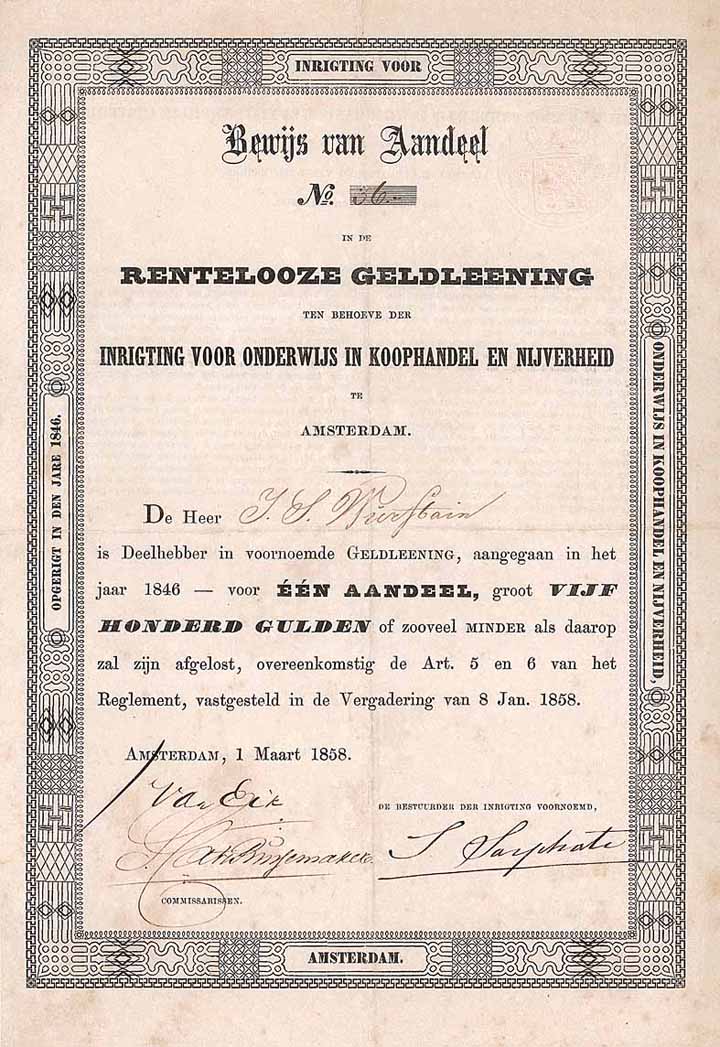 INRIGTING VOOR
Bewijs van Aandeel
No. 36.
IN DE
RENTELOOZE GELDLEENING
TEN BEHOEVE DER
INRIGTING VOOR ONDERWIJS IN KOOPHANDEL EN NIJVERHEID
TE
AMSTERDAM.
De Heer J. S. Wurfbain
is Deelhebber in voornoemde Geldleening, aangegaan in het
jaar 1846 — voor ÉÉN AANDEEL, groot VIJF
HONDERD GULDEN of zooveel MINDER als daarop
zal zijn afgelost, overeenkomstig de Art. 5 en 6 van het
Reglement, vastgesteld in de Vergadering van 8 Jan. 1858.
Amsterdam, 1 Maart 1858.
Van Eik
DE BESTUURDER DER INRIGTING VOORNOEMD,
S Sarphati
COMMISSARISSEN.
OPGERIGT IN DEN JARE 1846.
ONDERWIJS IN KOOPHANDEL EN NIJVERHEID,
AMSTERDAM.